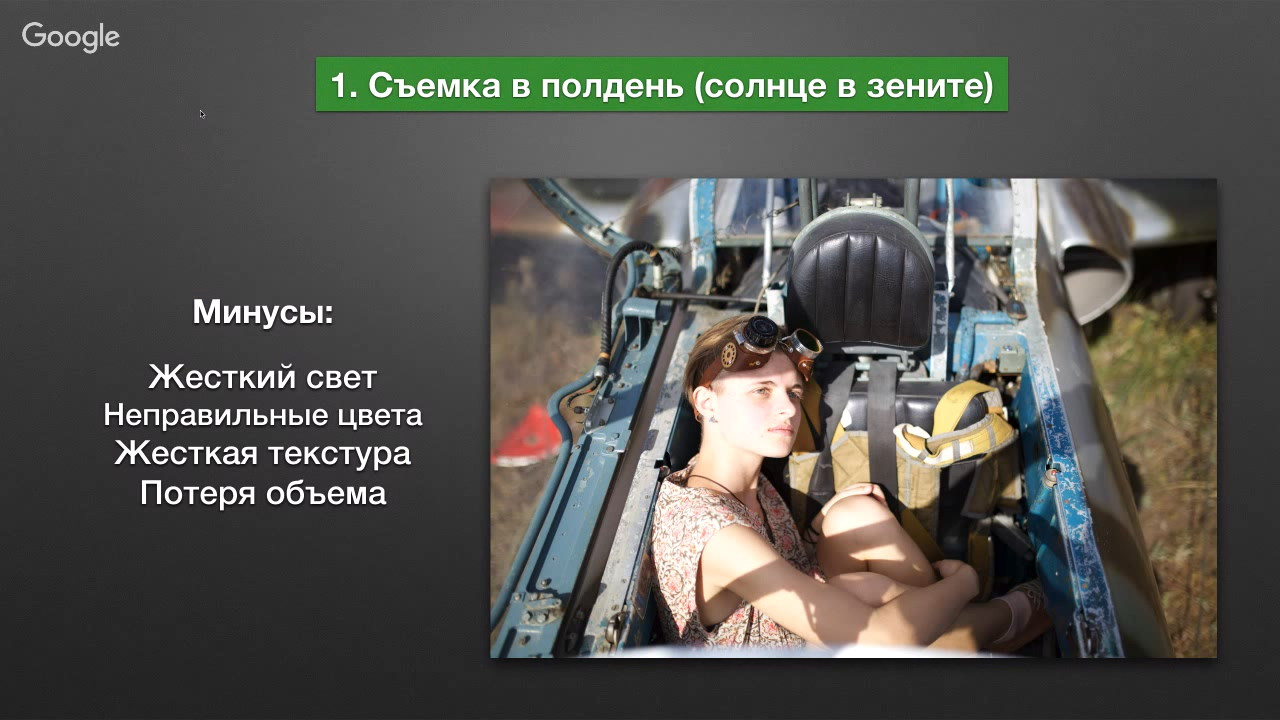 Google
1. Съемка в полдень (солнце в зените)
Минусы:
Жесткий свет
Неправильные цвета
Жесткая текстура
Потеря объема